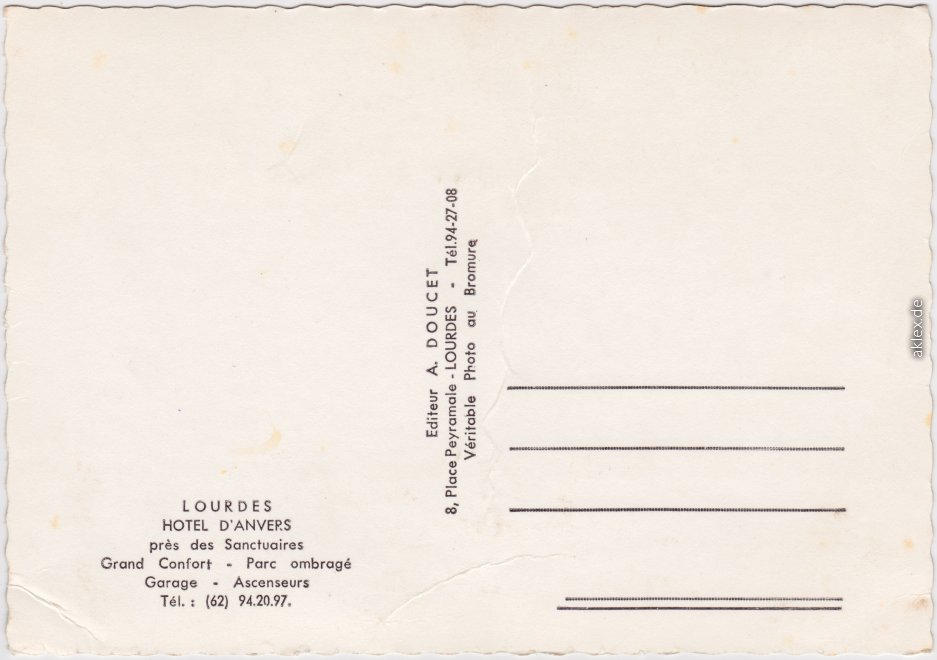 LOURDES
HOTEL D'ANVERS
près des Sanctuaires
Grand Confort - Parc ombragé
Garage - Ascenseurs
Tél. : (62) 94.20.97.
Editeur A. DOUCET
8, Place Peyramale - LOURDES - Tél.94-27-08
Véritable Photo au Bromure
aklex.de